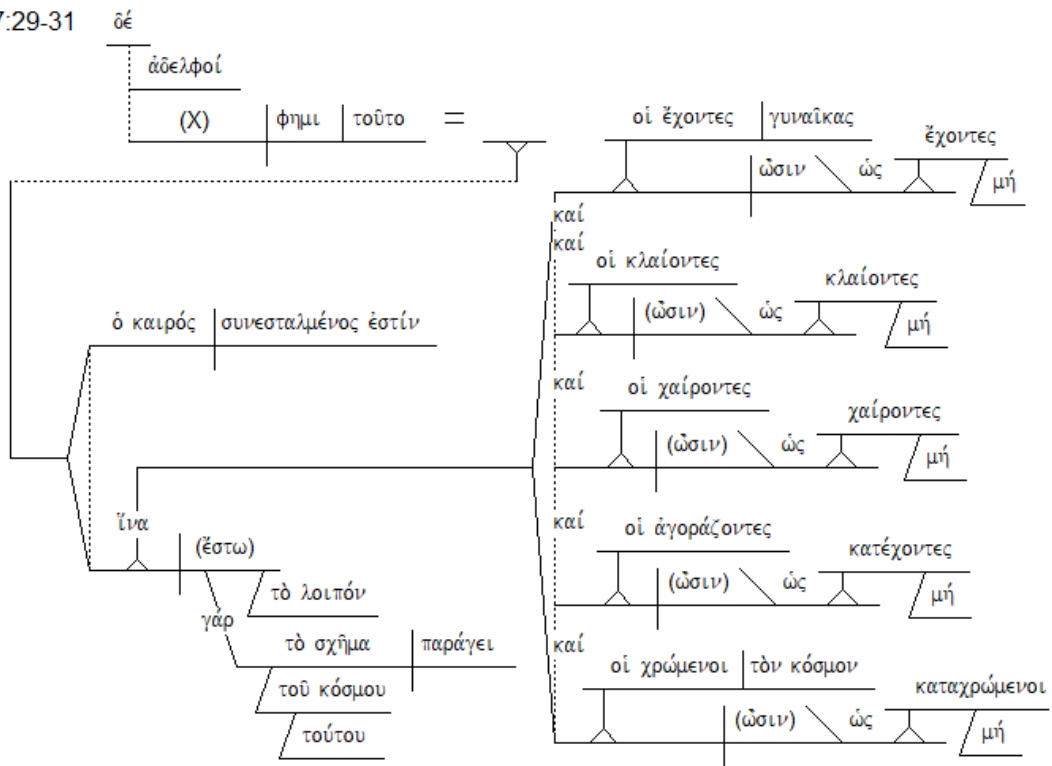 7:29-31 δέ
ἀδελφοί
(X) φημι τοῦτο =
οἱ ἔχοντες γυναῖκας
ἔχοντες
ὦσιν ὡς μή
καί
καί
οἱ κλαίοντες κλαίοντες
(ὦσιν) ὡς μή
ὁ καιρός συνεσταλμένος ἐστίν
καί οἱ χαίροντες χαίροντες
(ὦσιν) ὡς μή
ἵνα
καί οἱ ἀγοράζοντες κατέχοντες
(ἔστω)
(ὦσιν) ὡς μή
τὸ λοιπόν
γάρ
τὸ σχῆμα παράγει
καί οἱ χρώμενοι τὸν κόσμον καταχρώμενοι
τοῦ κόσμου
(ὦσιν) ὡς μή
τούτου